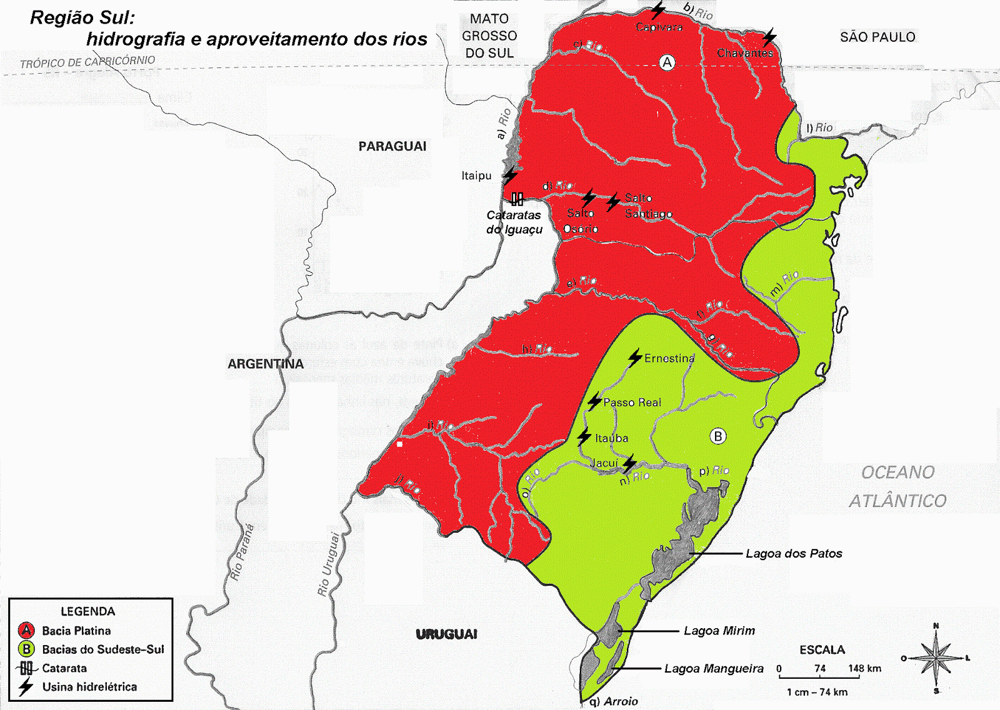 Região Sul:
hidrografia e aproveitamento dos rios
TRÓPICO DE CAPRICÓRNIO
MATO
GROSSO
DO SUL
SÃO PAULO
b) Rio
Capivara
Chavantes
c) Rio
A
a) Rio
l) Rio
PARAGUAI
Itaipu
d) Rio
Salto
Santiago
Salto
Osório
Cataratas
do Iguaçu
e) Rio
m) Rio
f) Rio
g) Rio
h) Rio
ARGENTINA
Ernestina
Passo Real
i) Rio
Itaúba
B
Jacuí
n) Rio
o) Rio
p) Rio
j) Rio
OCEANO
ATLÂNTICO
Rio Paraná
Rio Uruguai
Lagoa dos Patos
Lagoa Mirim
Lagoa Mangueira
URUGUAI
q) Arroio
LEGENDA
A Bacia Platina
B Bacias do Sudeste-Sul
Catarata
Usina hidrelétrica
ESCALA
0 74 148 km
1 cm – 74 km
N
O L
S